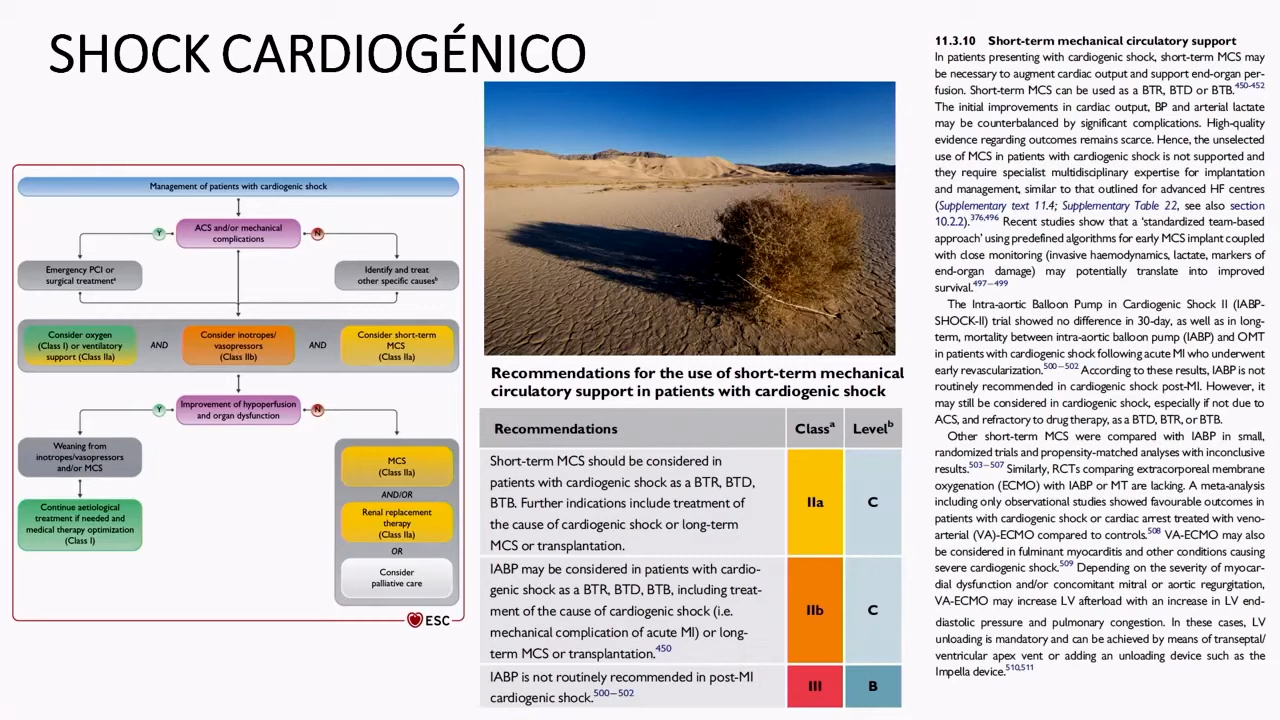 SHOCK CARDIOGÉNICO
Management of patients with cardiogenic shock
ACS and/or mechanical
complications
Y
N
Emergency PCI or
surgical treatmentᵃ
Identify and treat
other specific causesᵇ
Consider oxygen
(Class I) or ventilatory
support (Class IIa)
AND
Consider inotropes/
vasopressors
(Class IIb)
AND
Consider short-term
MCS
(Class IIa)
Improvement of hypoperfusion
and organ dysfunction
Y
N
Weaning from
inotropes/vasopressors
and/or MCS
Continue aetiological
treatment if needed and
medical therapy optimization
(Class I)
MCS
(Class IIa)
AND/OR
Renal replacement
therapy
(Class IIa)
OR
Consider
palliative care
ESC
Recommendations for the use of short-term mechanical
circulatory support in patients with cardiogenic shock
Recommendations Classᵃ Levelᵇ
Short-term MCS should be considered in
patients with cardiogenic shock as a BTR, BTD,
BTB. Further indications include treatment of
the cause of cardiogenic shock or long-term
MCS or transplantation.
IIa C
IABP may be considered in patients with cardio-
genic shock as a BTR, BTD, BTB, including treat-
ment of the cause of cardiogenic shock (i.e.
mechanical complication of acute MI) or long-
term MCS or transplantation.450
IIb C
IABP is not routinely recommended in post-MI
cardiogenic shock.500–502
III B
11.3.10 Short-term mechanical circulatory support
In patients presenting with cardiogenic shock, short-term MCS may
be necessary to augment cardiac output and support end-organ per-
fusion. Short-term MCS can be used as a BTR, BTD or BTB.450-452
The initial improvements in cardiac output, BP and arterial lactate
may be counterbalanced by significant complications. High-quality
evidence regarding outcomes remains scarce. Hence, the unselected
use of MCS in patients with cardiogenic shock is not supported and
they require specialist multidisciplinary expertise for implantation
and management, similar to that outlined for advanced HF centres
(Supplementary text 11.4; Supplementary Table 22, see also section
10.2.2).376,496 Recent studies show that a ‘standardized team-based
approach’ using predefined algorithms for early MCS implant coupled
with close monitoring (invasive haemodynamics, lactate, markers of
end-organ damage) may potentially translate into improved
survival.497–499
The Intra-aortic Balloon Pump in Cardiogenic Shock II (IABP-
SHOCK-II) trial showed no difference in 30-day, as well as in long-
term, mortality between intra-aortic balloon pump (IABP) and OMT
in patients with cardiogenic shock following acute MI who underwent
early revascularization.500–502 According to these results, IABP is not
routinely recommended in cardiogenic shock post-MI. However, it
may still be considered in cardiogenic shock, especially if not due to
ACS, and refractory to drug therapy, as a BTD, BTR, or BTB.
Other short-term MCS were compared with IABP in small,
randomized trials and propensity-matched analyses with inconclusive
results.503–507 Similarly, RCTs comparing extracorporeal membrane
oxygenation (ECMO) with IABP or MT are lacking. A meta-analysis
including only observational studies showed favourable outcomes in
patients with cardiogenic shock or cardiac arrest treated with veno-
arterial (VA)-ECMO compared to controls.508 VA-ECMO may also
be considered in fulminant myocarditis and other conditions causing
severe cardiogenic shock.509 Depending on the severity of myocar-
dial dysfunction and/or concomitant mitral or aortic regurgitation,
VA-ECMO may increase LV afterload with an increase in LV end-
diastolic pressure and pulmonary congestion. In these cases, LV
unloading is mandatory and can be achieved by means of transeptal/
ventricular apex vent or adding an unloading device such as the
Impella device.510,511